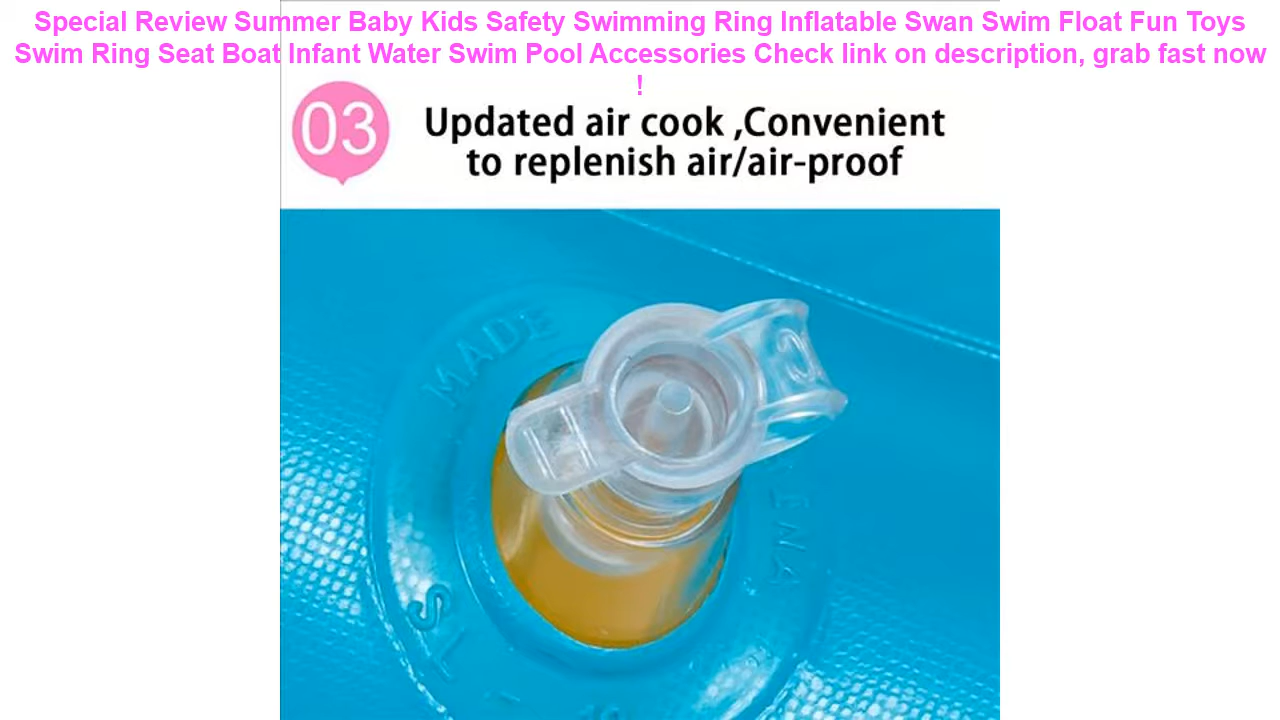 Special Review Summer Baby Kids Safety Swimming Ring Inflatable Swan Swim Float Fun Toys
Swim Ring Seat Boat Infant Water Swim Pool Accessories Check link on description, grab fast now
!
03
Updated air cook ,Convenient
to replenish air/air-proof
MADE